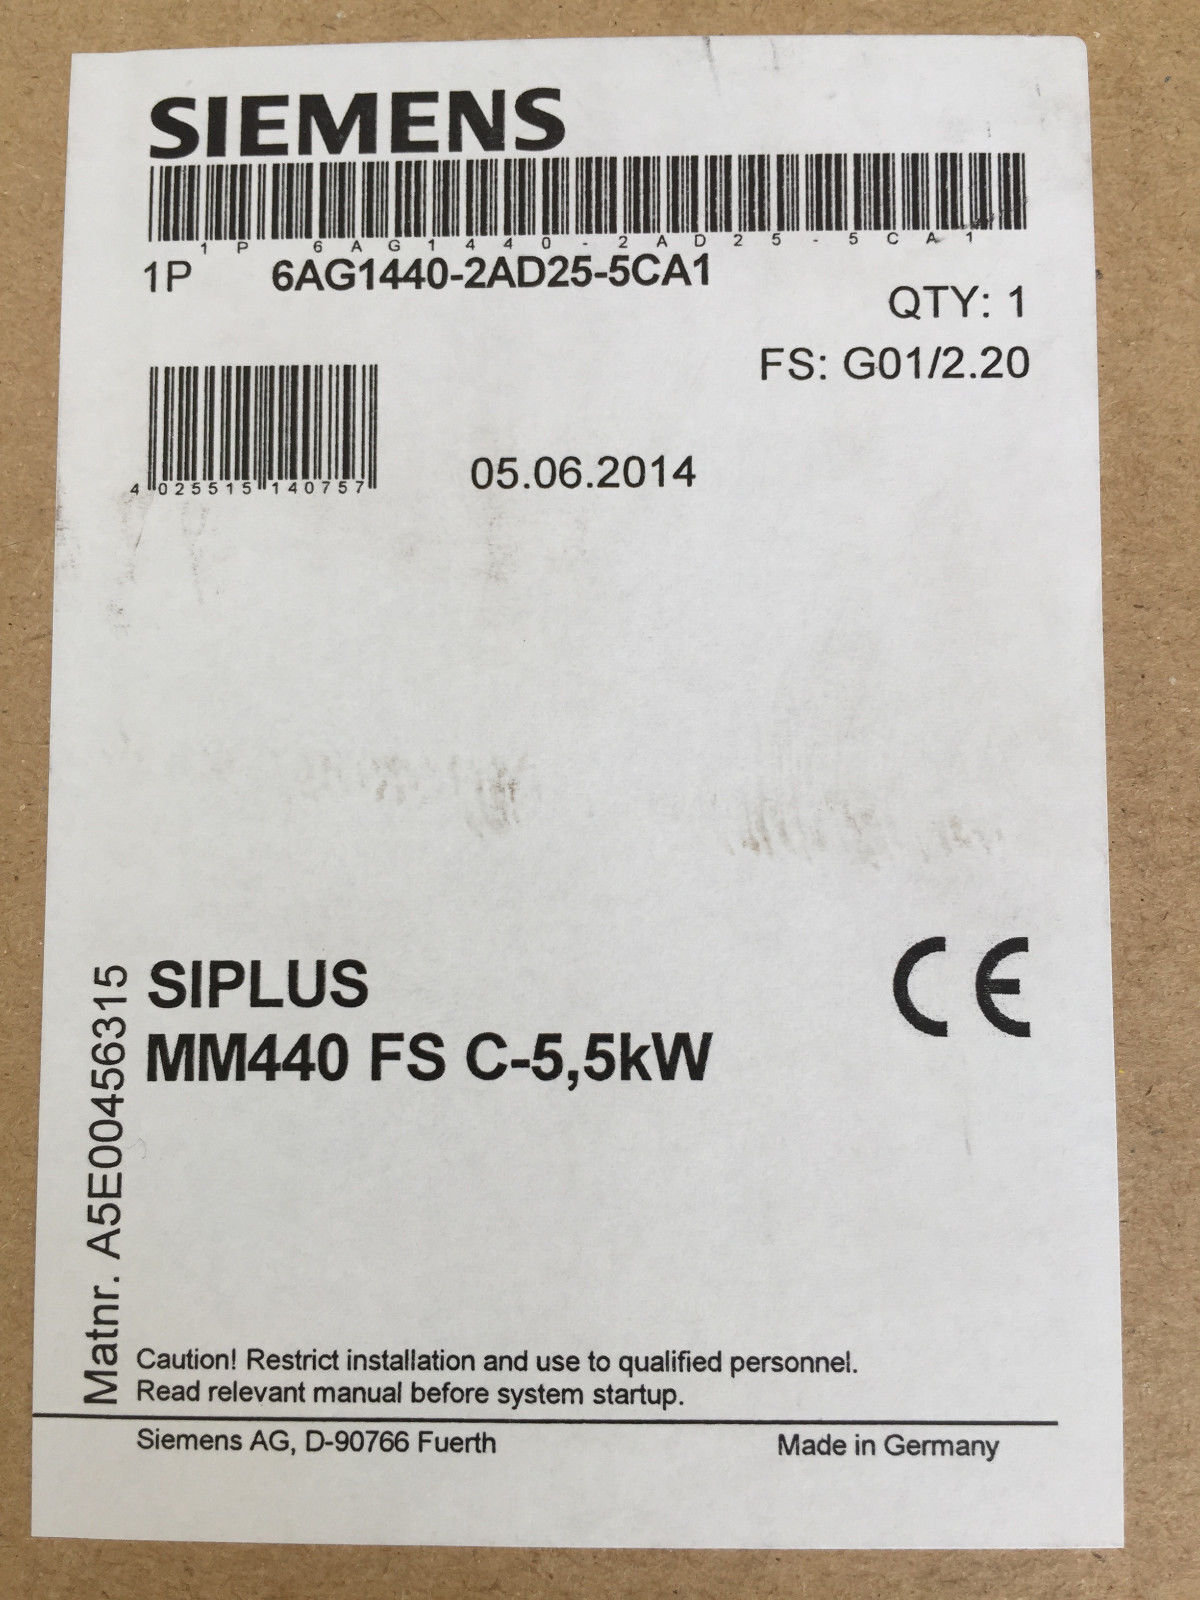 SIEMENS
1P 6AG1440-2AD25-5CA1
1P 6AG1440-2AD25-5CA1
QTY: 1
FS: G01/2.20
4 025515 140757
05.06.2014
SIPLUS
MM440 FS C-5,5kW
CE
Matnr. A5E00456315
Caution! Restrict installation and use to qualified personnel.
Read relevant manual before system startup.
Siemens AG, D-90766 Fuerth Made in Germany